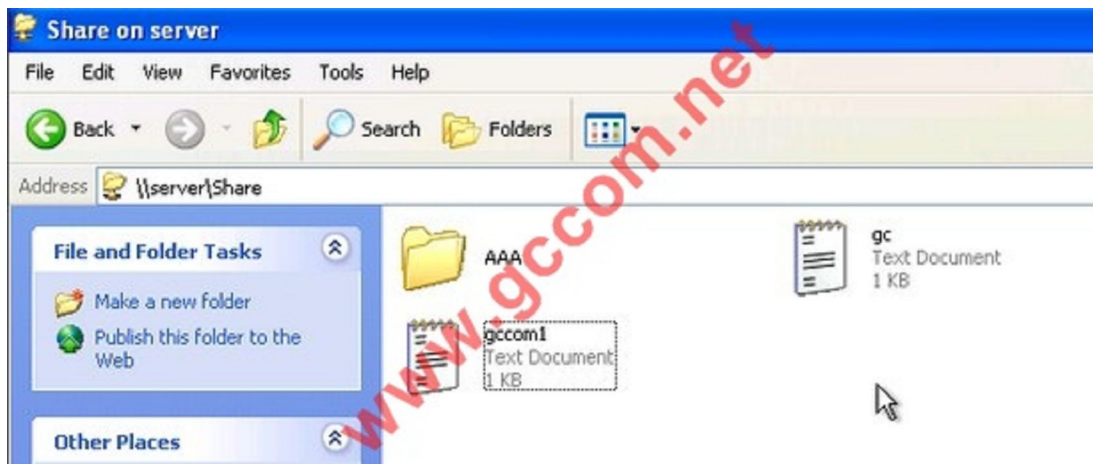 Share on server
File Edit View Favorites Tools Help
Back Search Folders
Address \\server\Share
File and Folder Tasks
Make a new folder
Publish this folder to the
Web
Other Places
AAA
gc
Text Document
1 KB
gccom1
Text Document
1 KB
www.gccom.net